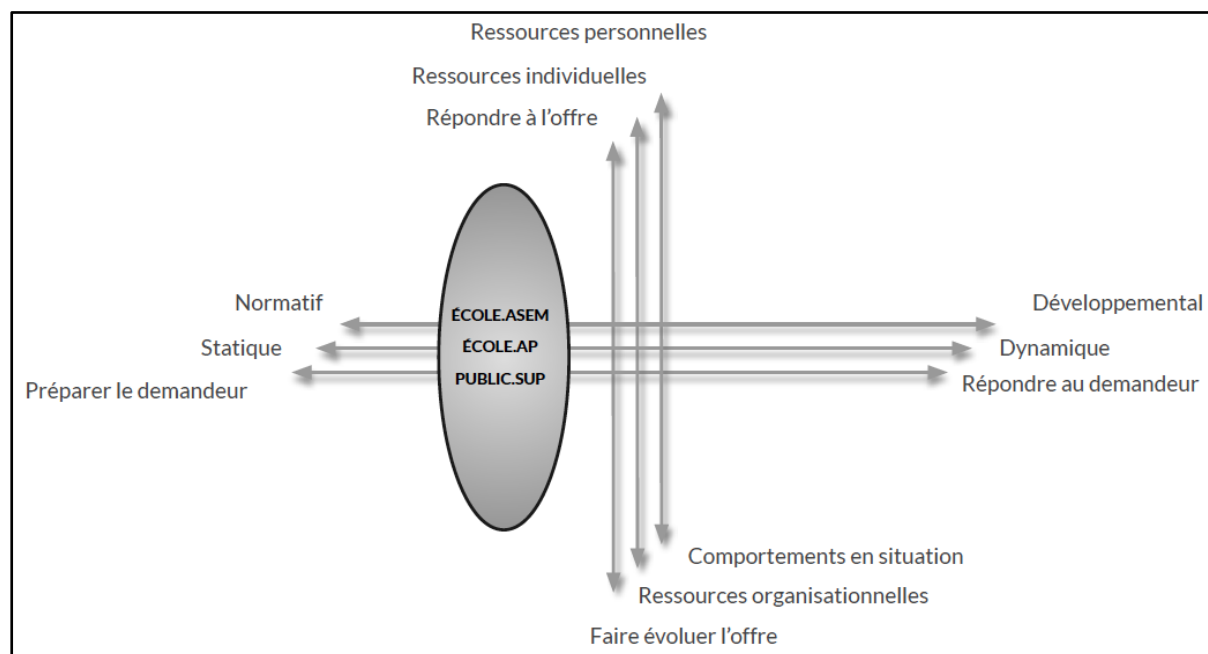 Ressources personnelles
Ressources individuelles
Répondre à l'offre
Normatif
Développemental
ÉCOLE.ASEM
Statique
ÉCOLE.AP
Dynamique
Préparer le demandeur
PUBLIC.SUP
Répondre au demandeur
Comportements en situation
Ressources organisationnelles
Faire évoluer l'offre